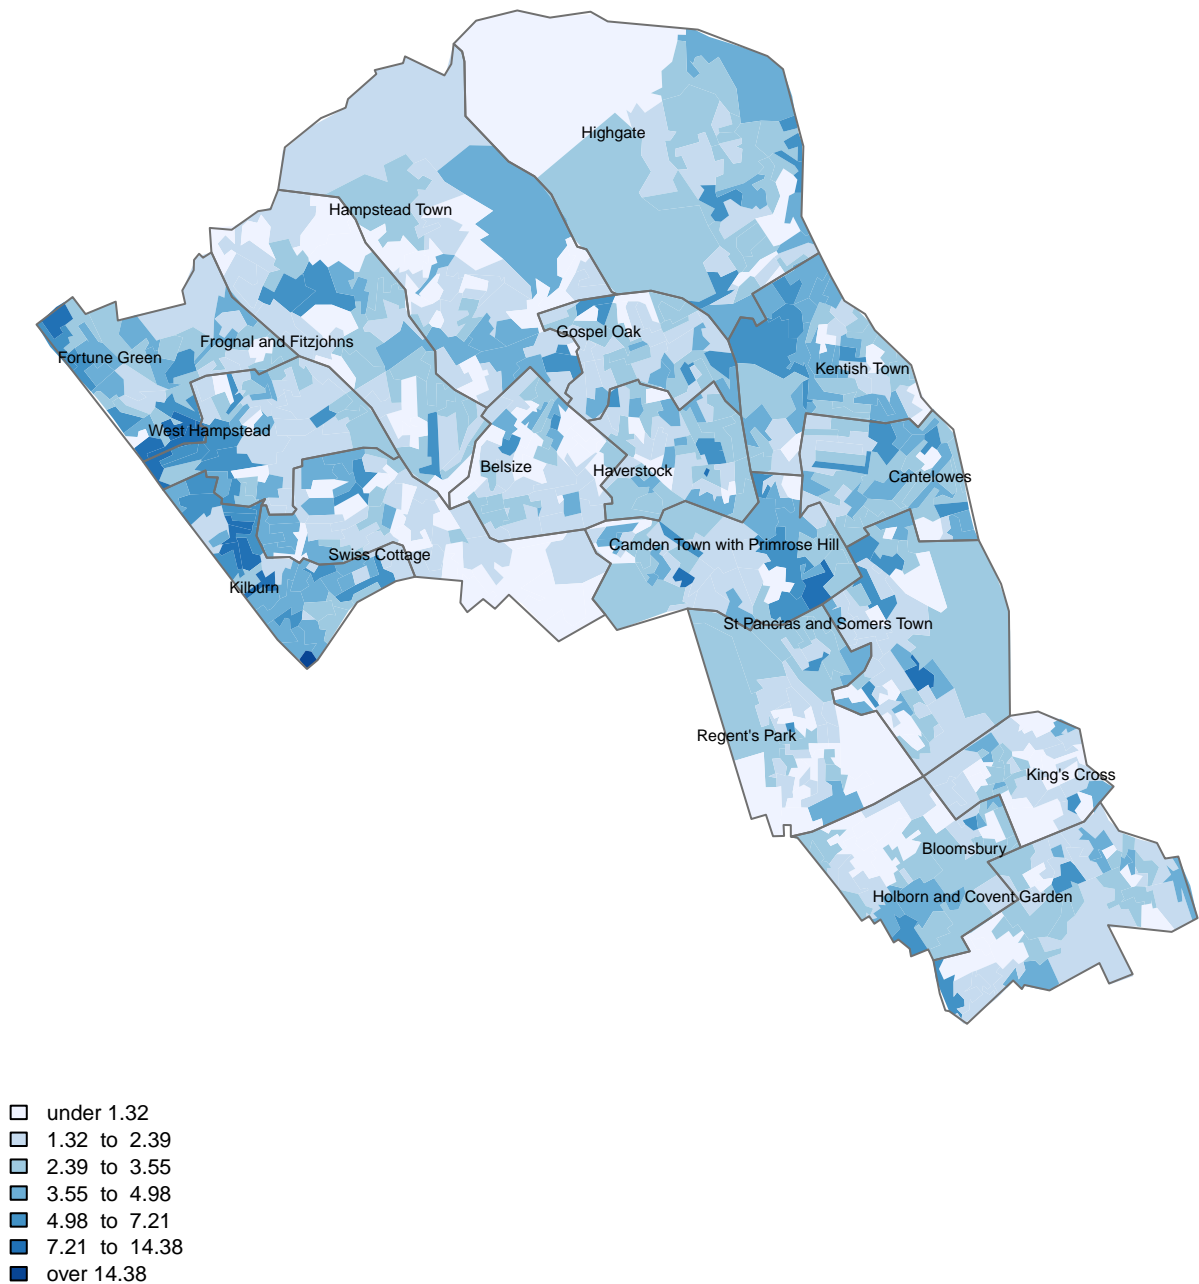 Highgate
Hampstead Town
Gospel Oak
Frognal and Fitzjohns
Fortune Green
Kentish Town
West Hampstead
Belsize
Haverstock
Cantelowes
Camden Town with Primrose Hill
Swiss Cottage
Kilburn
St Pancras and Somers Town
Regent's Park
King's Cross
Bloomsbury
Holborn and Covent Garden
under 1.32
1.32 to 2.39
2.39 to 3.55
3.55 to 4.98
4.98 to 7.21
7.21 to 14.38
over 14.38